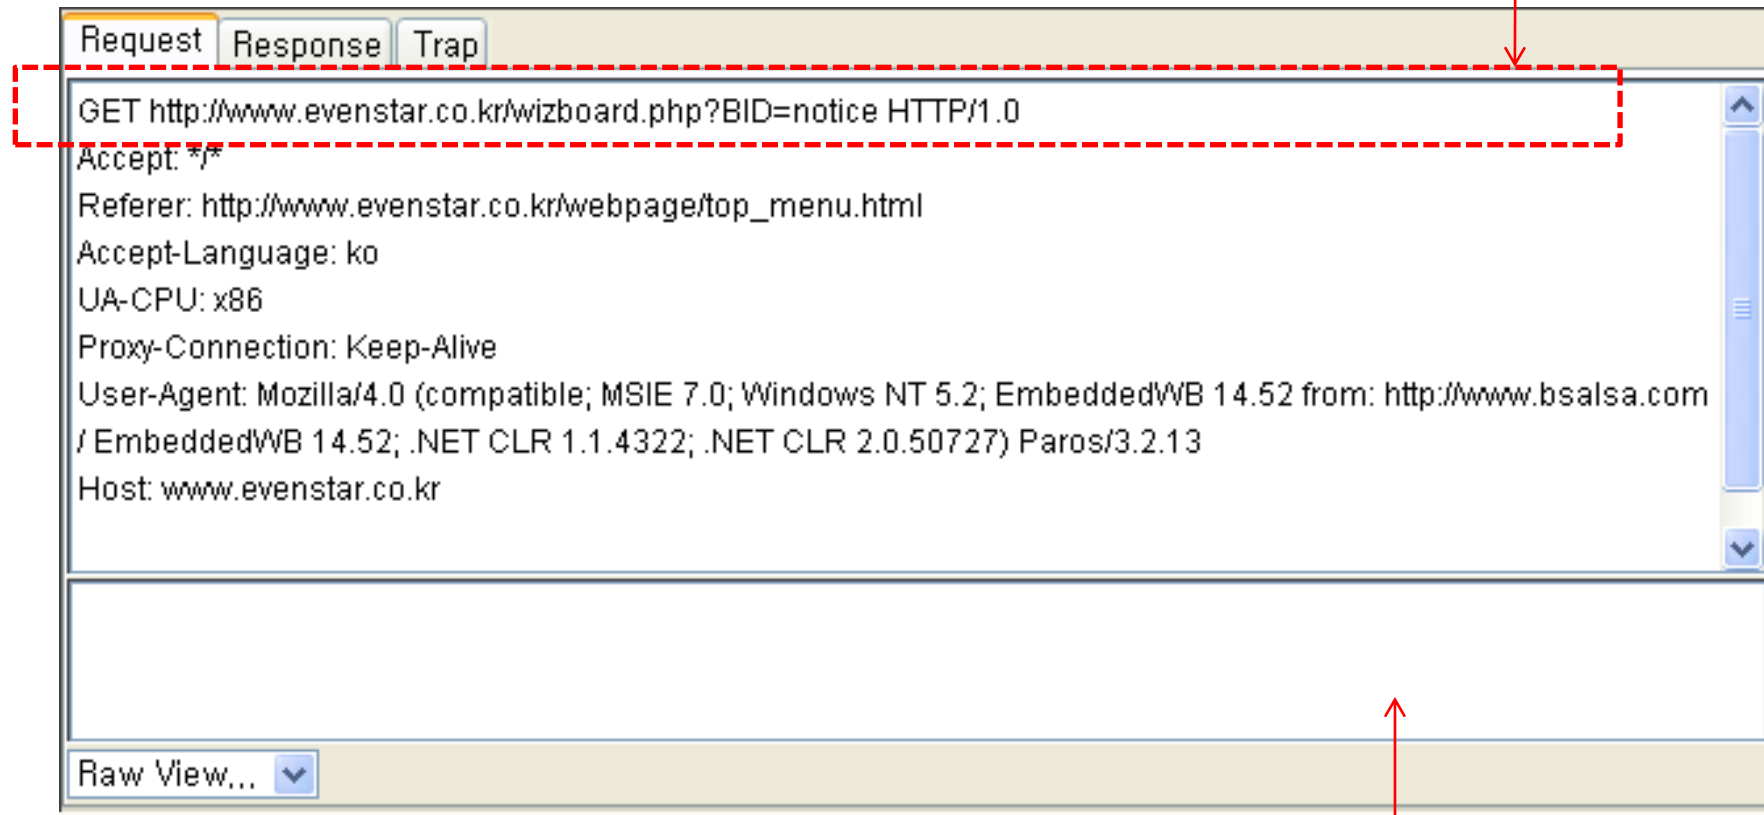 Request Response Trap
GET http://www.evenstar.co.kr/wizboard.php?BID=notice HTTP/1.0
Accept: */*
Referer: http://www.evenstar.co.kr/webpage/top_menu.html
Accept-Language: ko
UA-CPU: x86
Proxy-Connection: Keep-Alive
User-Agent: Mozilla/4.0 (compatible; MSIE 7.0; Windows NT 5.2; EmbeddedWB 14.52 from: http://www.bsalsa.com
/ EmbeddedWB 14.52; .NET CLR 1.1.4322; .NET CLR 2.0.50727) Paros/3.2.13
Host: www.evenstar.co.kr
Raw View,,,